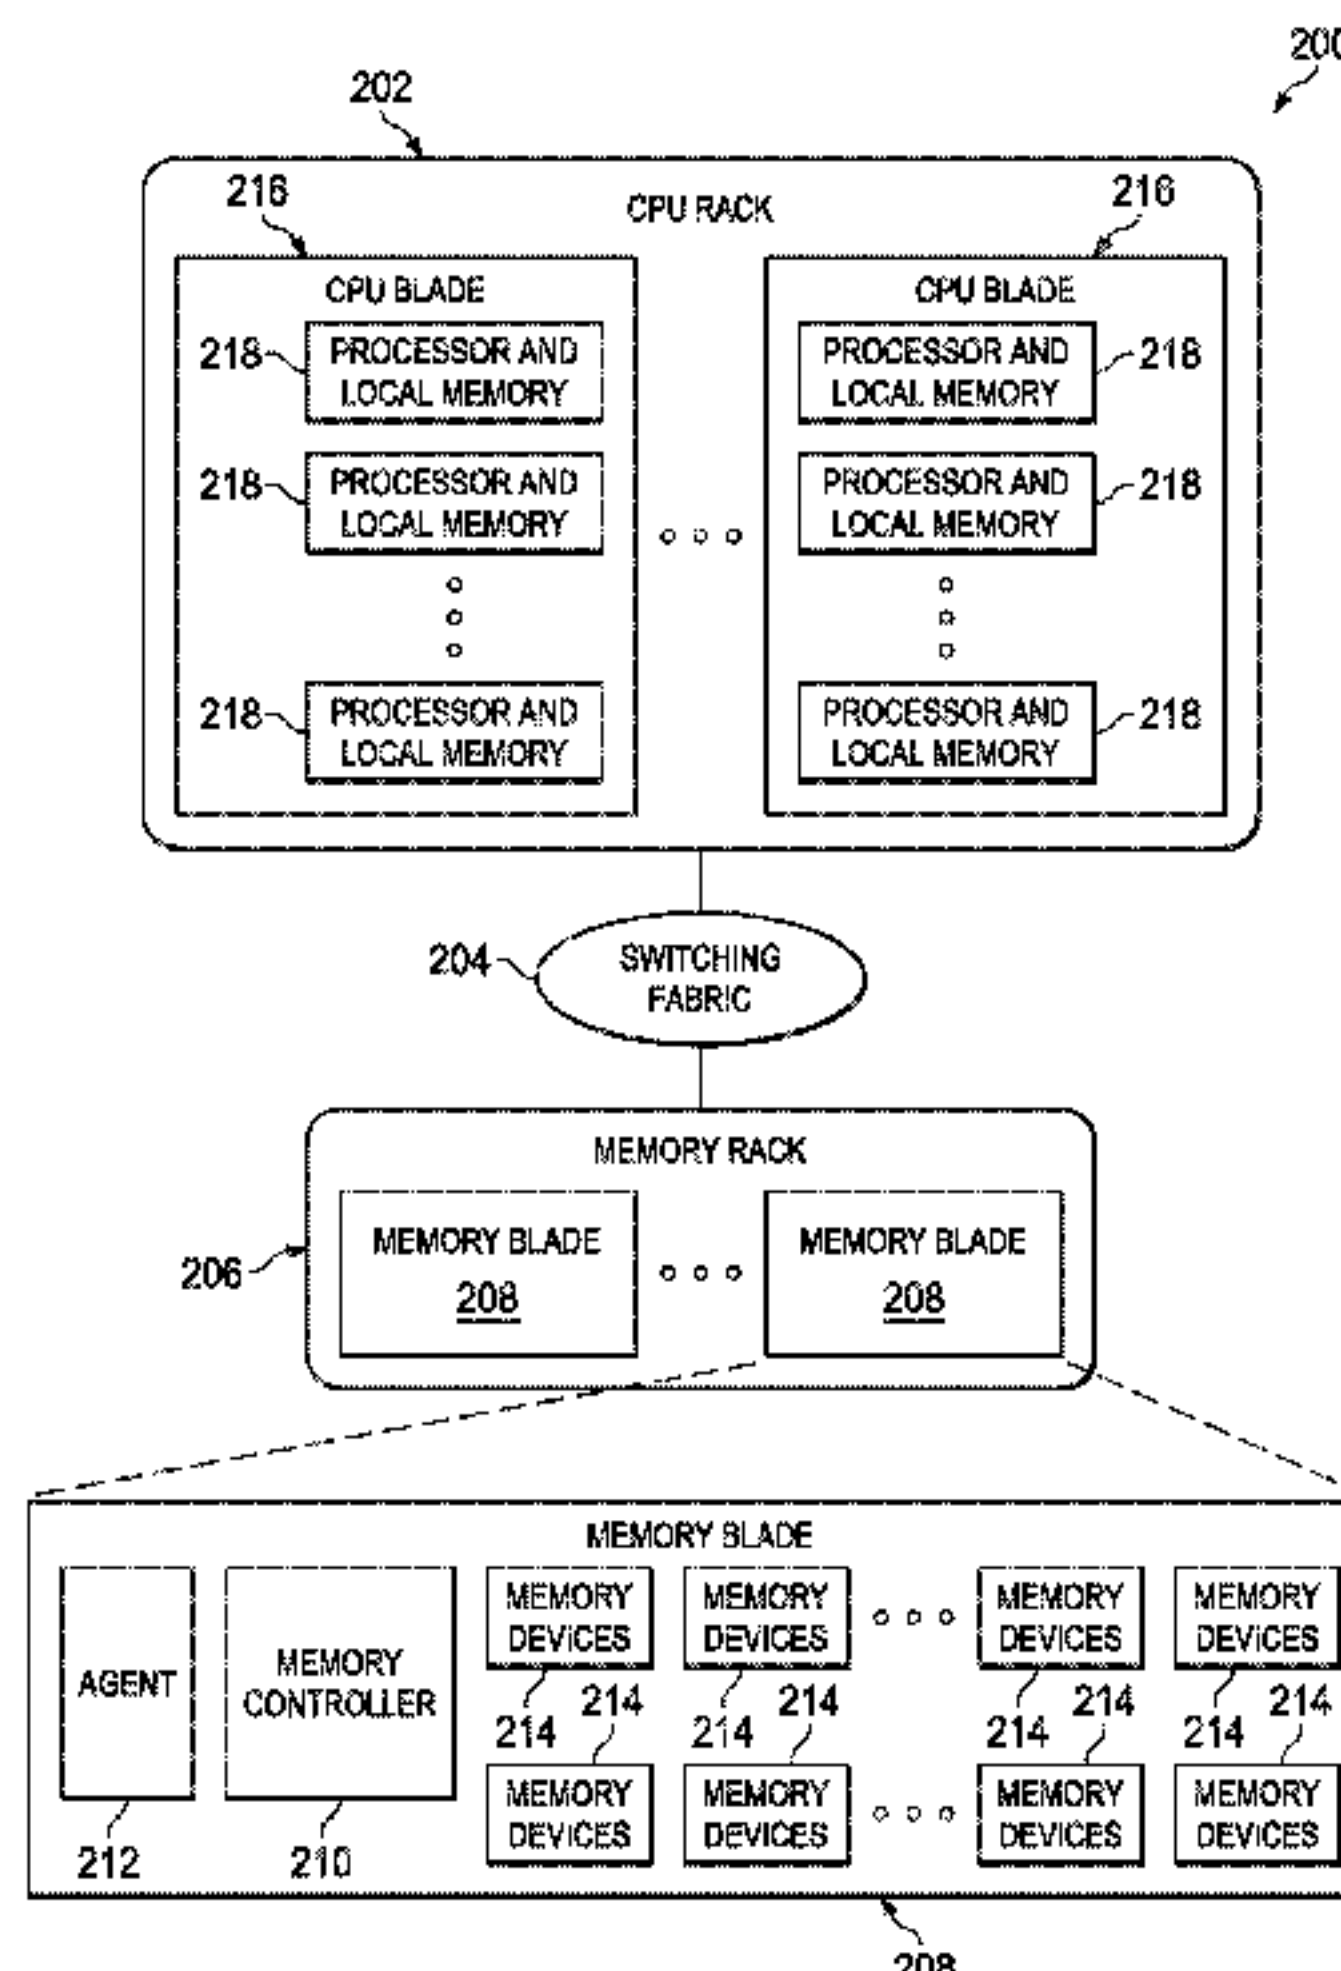 200
202
CPU RACK
216
216
CPU BLADE
CPU BLADE
218
PROCESSOR AND
LOCAL MEMORY
PROCESSOR AND
LOCAL MEMORY
218
218
PROCESSOR AND
LOCAL MEMORY
PROCESSOR AND
LOCAL MEMORY
218
218
PROCESSOR AND
LOCAL MEMORY
PROCESSOR AND
LOCAL MEMORY
218
204
SWITCHING
FABRIC
MEMORY RACK
206
MEMORY BLADE
208
MEMORY BLADE
208
MEMORY BLADE
AGENT
212
MEMORY
CONTROLLER
210
MEMORY
DEVICES
MEMORY
DEVICES
MEMORY
DEVICES
MEMORY
DEVICES
214
214
214
214
214
214
214
214
MEMORY
DEVICES
MEMORY
DEVICES
MEMORY
DEVICES
MEMORY
DEVICES
208